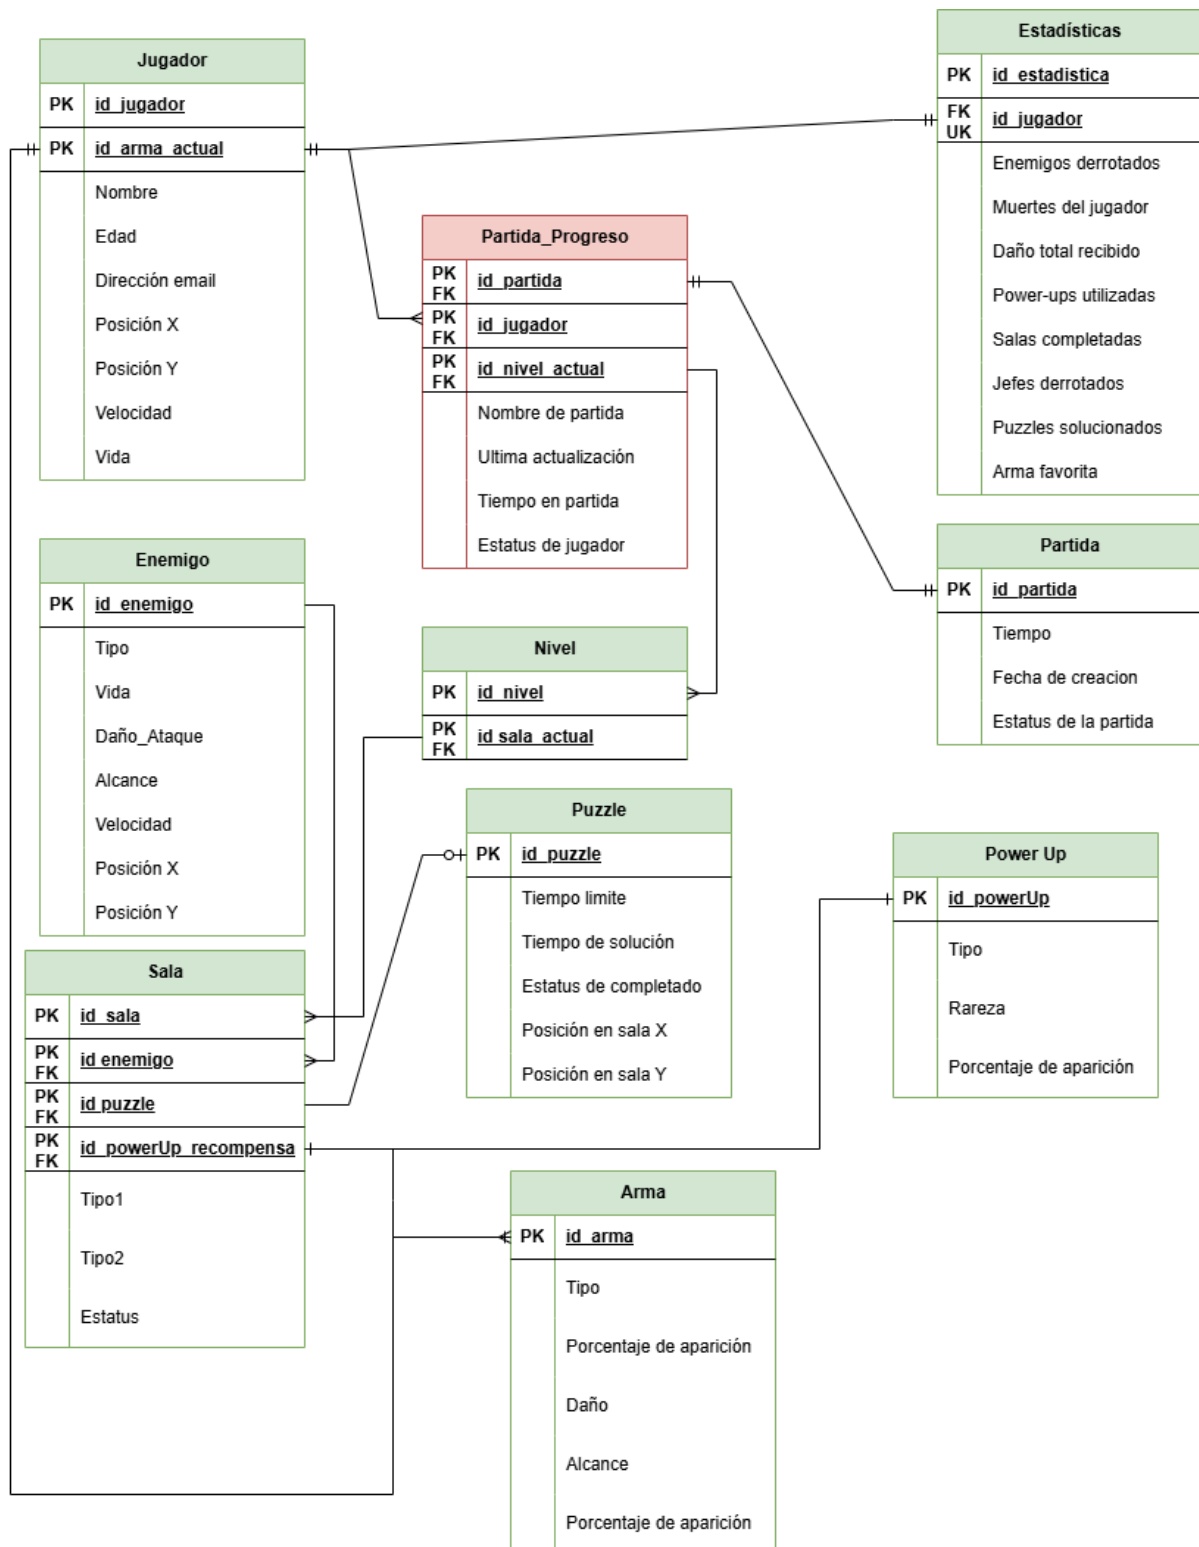 Jugador
PK id_jugador
PK id_arma_actual
Nombre
Edad
Dirección email
Posición X
Posición Y
Velocidad
Vida
Estadísticas
PK id_estadistica
FK UK id_jugador
Enemigos derrotados
Muertes del jugador
Daño total recibido
Power-ups utilizadas
Salas completadas
Jefes derrotados
Puzzles solucionados
Arma favorita
Partida_Progreso
PK FK id_partida
PK FK id_jugador
PK FK id_nivel_actual
Nombre de partida
Ultima actualización
Tiempo en partida
Estatus de jugador
Partida
PK id_partida
Tiempo
Fecha de creacion
Estatus de la partida
Enemigo
PK id_enemigo
Tipo
Vida
Daño_Ataque
Alcance
Velocidad
Posición X
Posición Y
Nivel
PK id_nivel
PK FK id sala_actual
Puzzle
PK id_puzzle
Tiempo limite
Tiempo de solución
Estatus de completado
Posición en sala X
Posición en sala Y
Power Up
PK id_powerUp
Tipo
Rareza
Porcentaje de aparición
Sala
PK id_sala
PK FK id enemigo
PK FK id puzzle
PK FK id_powerUp_recompensa
Tipo1
Tipo2
Estatus
Arma
PK id_arma
Tipo
Porcentaje de aparición
Daño
Alcance
Porcentaje de aparición